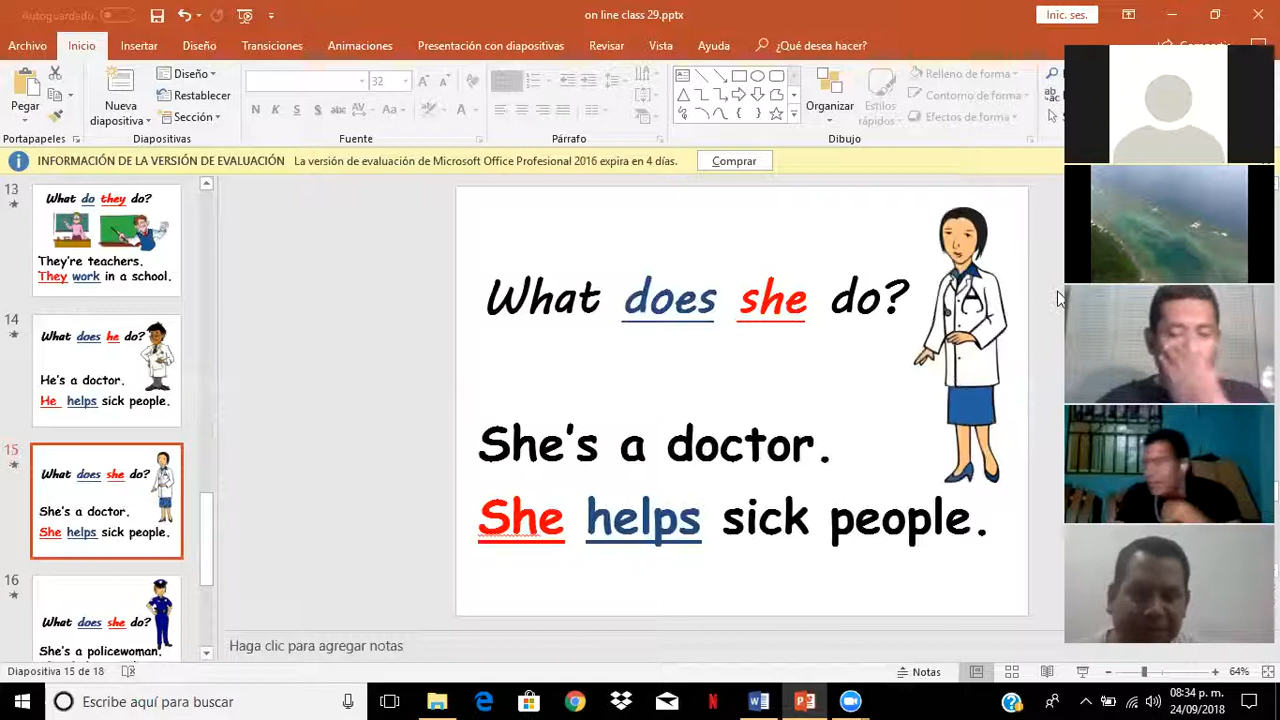 Autoguardado
on line class 29.pptx
Inic. ses.
Archivo
Inicio
Insertar
Diseño
Transiciones
Animaciones
Presentación con diapositivas
Revisar
Vista
Ayuda
¿Qué desea hacer?
Pegar
Nueva diapositiva
Diseño
Restablecer
Sección
32
N K S abc AV Aa A
Organizar
Estilos rápidos
Relleno de forma
Contorno de forma
Efectos de forma
Portapapeles
Diapositivas
Fuente
Párrafo
Dibujo
INFORMACIÓN DE LA VERSIÓN DE EVALUACIÓN La versión de evaluación de Microsoft Office Profesional 2016 expira en 4 días. Comprar
13
What do they do?
They're teachers.
They work in a school.
14
What does he do?
He's a doctor.
He helps sick people.
15
What does she do?
She's a doctor.
She helps sick people.
16
What does she do?
She's a policewoman.
What does she do?
She's a doctor.
She helps sick people.
Haga clic para agregar notas
Diapositiva 15 de 18
Notas
64%
Escribe aquí para buscar
08:34 p. m.
24/09/2018